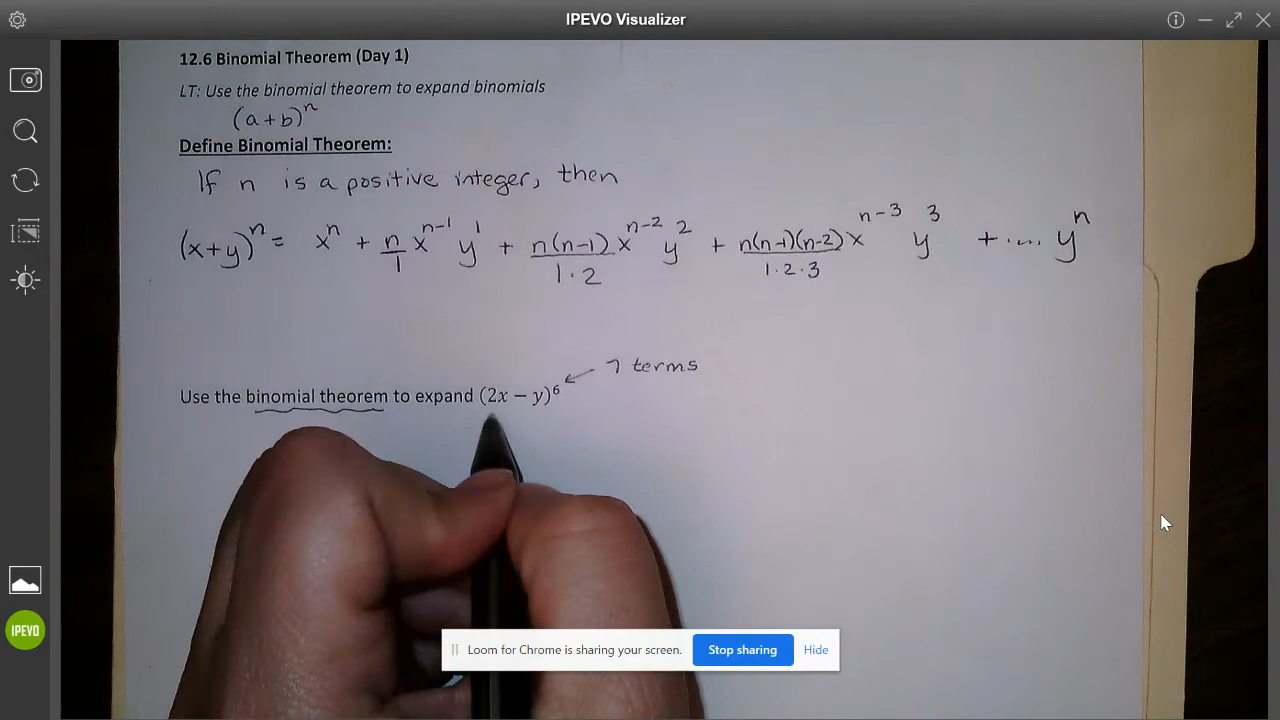 IPEVO Visualizer
12.6 Binomial Theorem (Day 1)
LT: Use the binomial theorem to expand binomials
(a+b)^n
Define Binomial Theorem:
If n is a positive integer, then
(x+y)^n = x^n + n/1 x^(n-1) y^1 + n(n-1)/1·2 x^(n-2) y^2 + n(n-1)(n-2)/1·2·3 x^(n-3) y^3 + .... y^n
7 terms
Use the binomial theorem to expand (2x − y)^6
IPEVO
Loom for Chrome is sharing your screen. Stop sharing Hide